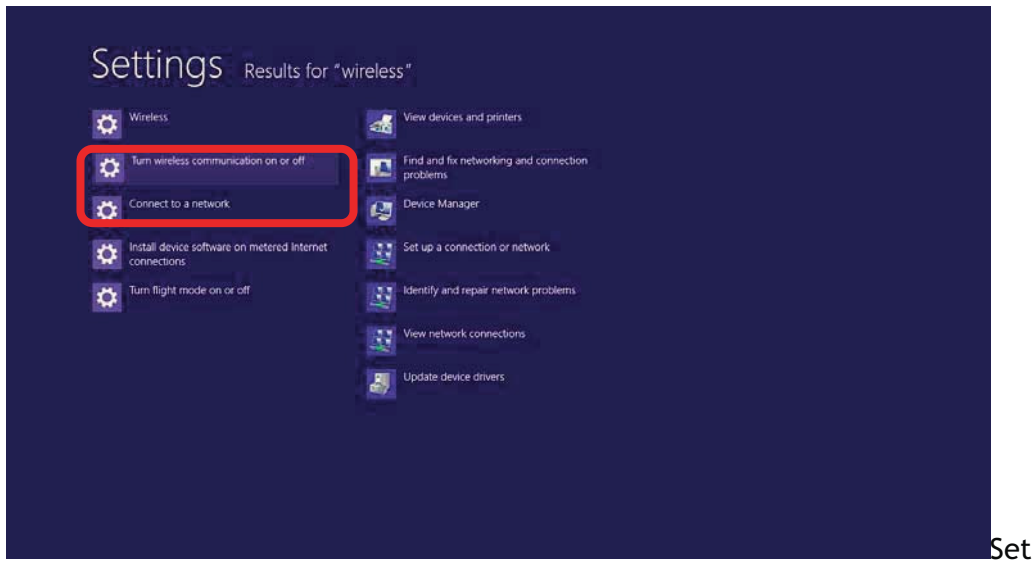 Settings Results for "wireless"
Wireless
Turn wireless communication on or off
Connect to a network
Install device software on metered Internet
connections
Turn flight mode on or off
View devices and printers
Find and fix networking and connection
problems
Device Manager
Set up a connection or network
Identify and repair network problems
View network connections
Update device drivers
Set